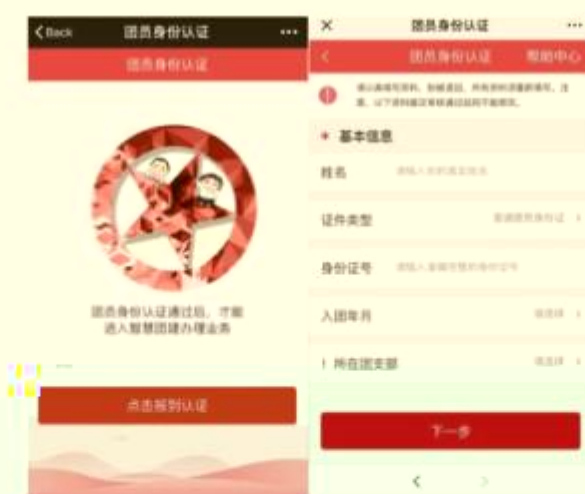 Back
团员身份认证
团员身份认证
团员身份认证通过后，才能
进入智慧团建办理业务
点击报到认证
团员身份认证
团员身份认证
帮助中心
* 基本信息
姓名
证件类型
身份证号
入团年月
请选择
! 所在团支部
请选择
下一步